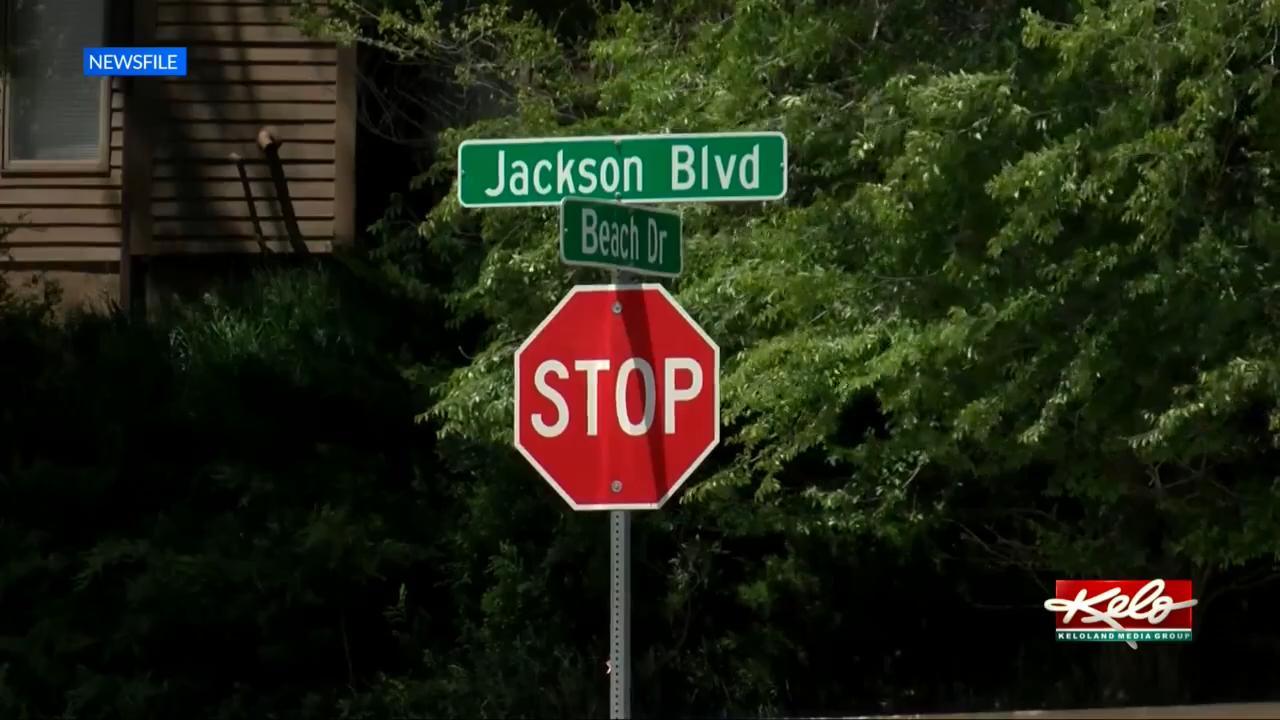 NEWSFILE
Jackson Blvd
Beach Dr
STOP
Kelo
KELOLAND MEDIA GROUP